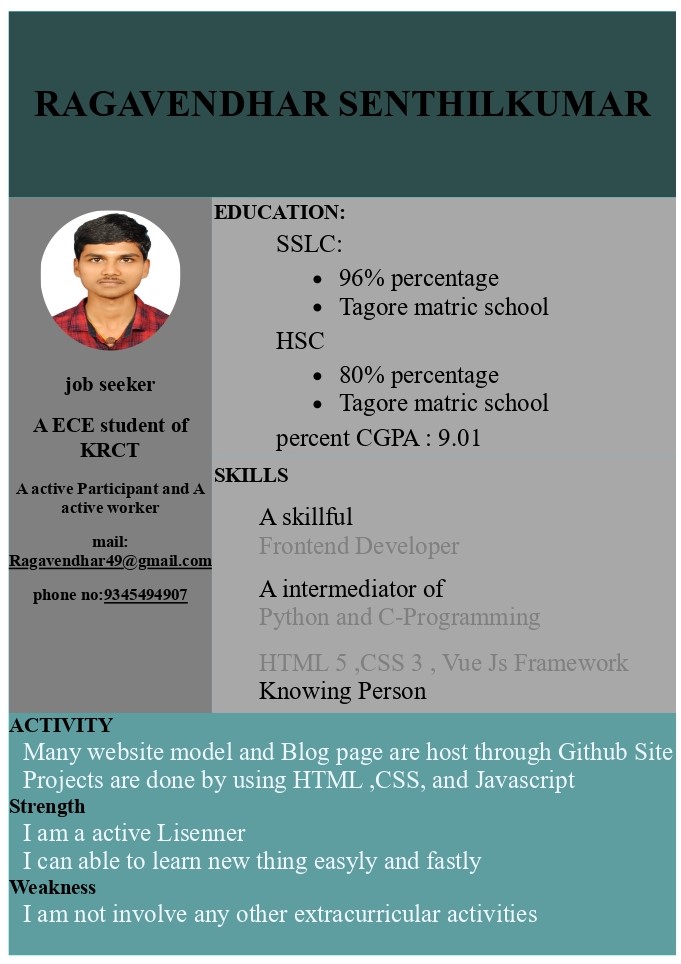 RAGAVENDHAR SENTHILKUMAR
job seeker
A ECE student of
KRCT
A active Participant and A
active worker
mail:
Ragavendhar49@gmail.com
phone no:9345494907
EDUCATION:
SSLC:
• 96% percentage
• Tagore matric school
HSC
• 80% percentage
• Tagore matric school
percent CGPA : 9.01
SKILLS
A skillful
Frontend Developer
A intermediator of
Python and C-Programming
HTML 5 ,CSS 3 , Vue Js Framework
Knowing Person
ACTIVITY
Many website model and Blog page are host through Github Site
Projects are done by using HTML ,CSS, and Javascript
Strength
I am a active Lisenner
I can able to learn new thing easyly and fastly
Weakness
I am not involve any other extracurricular activities